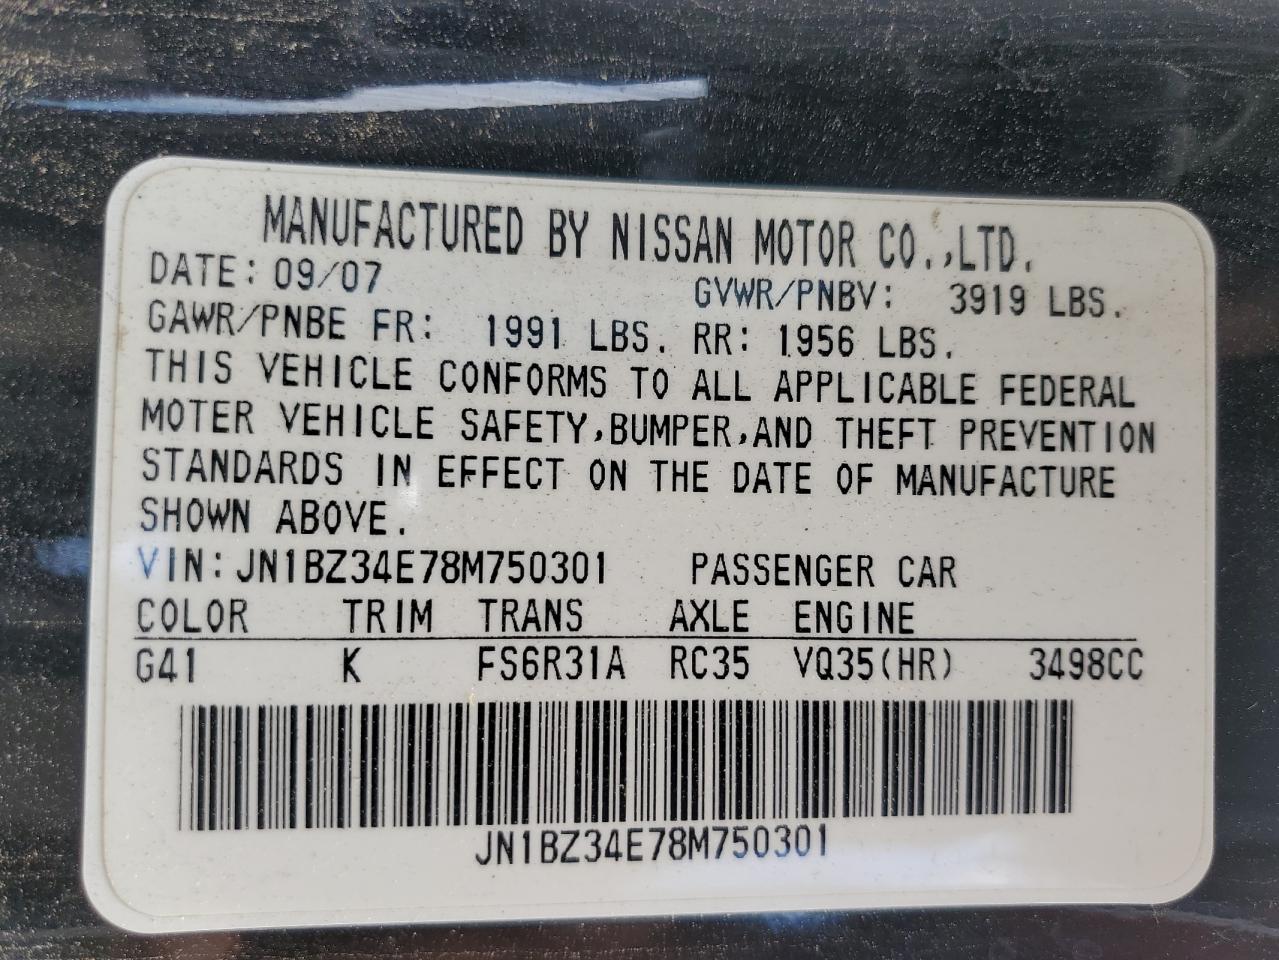 MANUFACTURED BY NISSAN MOTOR CO.,LTD.
DATE: 09/07 GVWR/PNBV: 3919 LBS.
GAWR/PNBE FR: 1991 LBS. RR: 1956 LBS.
THIS VEHICLE CONFORMS TO ALL APPLICABLE FEDERAL
MOTER VEHICLE SAFETY,BUMPER,AND THEFT PREVENTION
STANDARDS IN EFFECT ON THE DATE OF MANUFACTURE
SHOWN ABOVE.
VIN: JN1BZ34E78M750301 PASSENGER CAR
COLOR TRIM TRANS AXLE ENGINE
G41 K FS6R31A RC35 VQ35(HR) 3498CC
JN1BZ34E78M750301